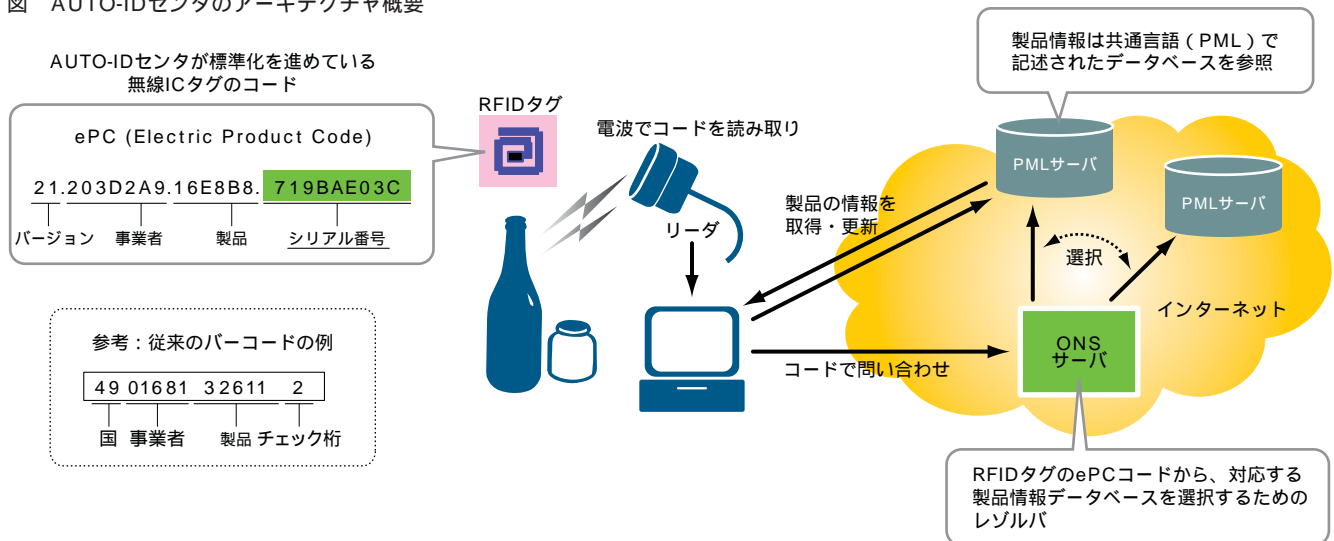 図 AUTO-IDセンタのアーキテクチャ概要
AUTO-IDセンタが標準化を進めている
無線ICタグのコード
ePC (Electric Product Code)
21.203D2A9.16E8B8. 719BAE03C
バージョン 事業者 製品 シリアル番号
参考：従来のバーコードの例
49 01681 32611 2
国 事業者 製品 チェック桁
RFIDタグ
電波でコードを読み取り
リーダ
製品の情報を
取得・更新
コードで問い合わせ
製品情報は共通言語（PML）で
記述されたデータベースを参照
PMLサーバ
PMLサーバ
選択
インターネット
ONS
サーバ
RFIDタグのePCコードから、対応する
製品情報データベースを選択するための
レゾルバ